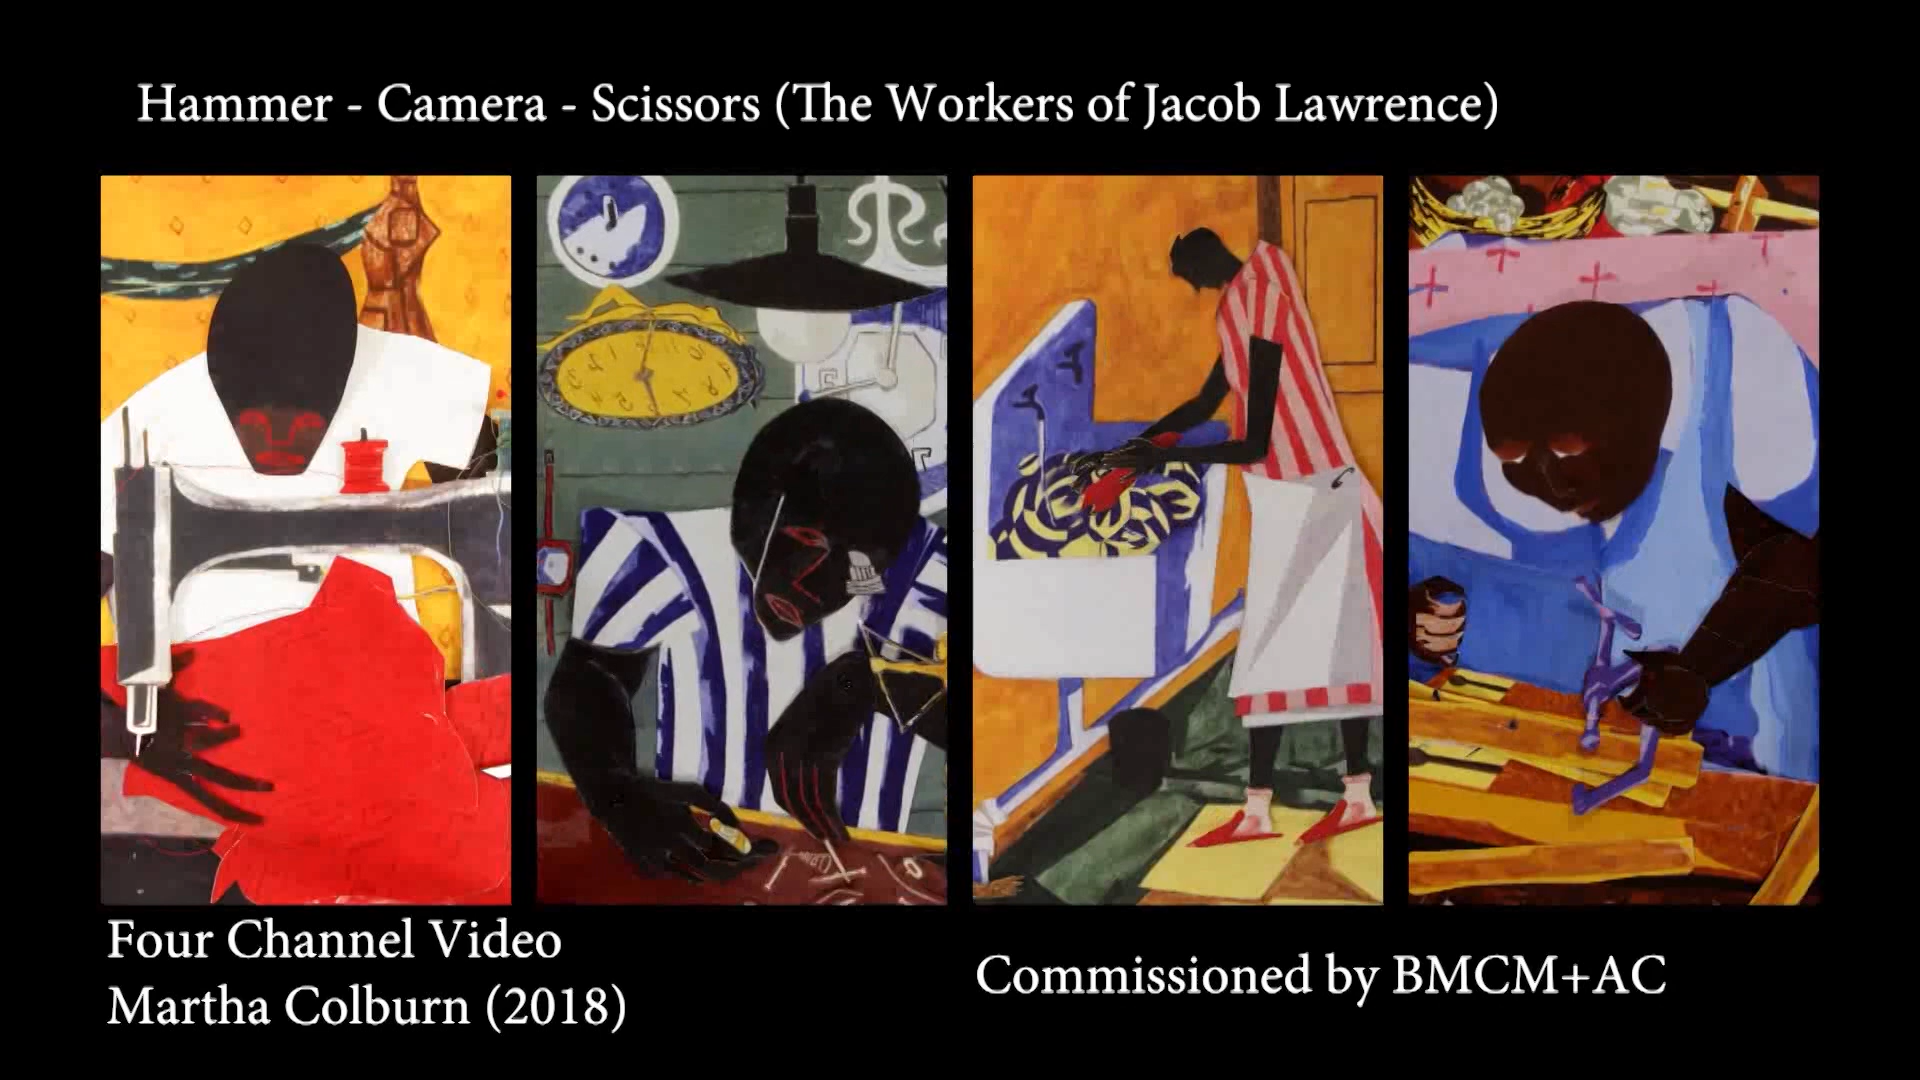 Hammer - Camera - Scissors (The Workers of Jacob Lawrence)
Four Channel Video
Martha Colburn (2018)
Commissioned by BMCM+AC